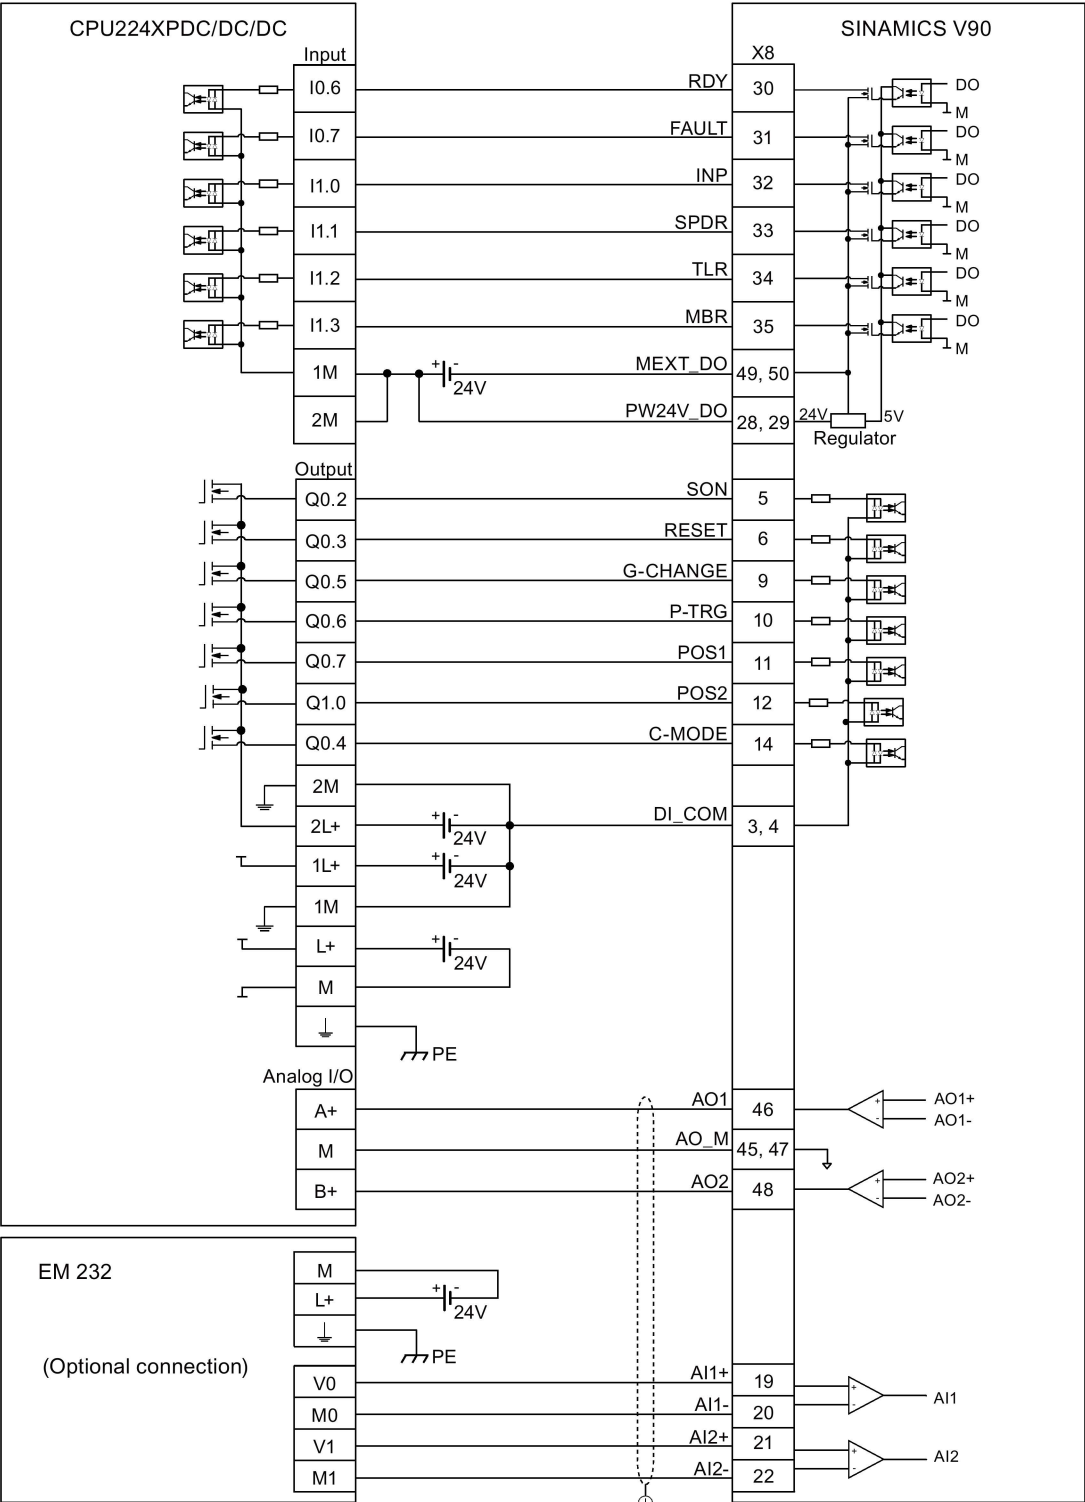 CPU224XPDC/DC/DC
SINAMICS V90
Input
X8
I0.6 RDY 30 DO
M
I0.7 FAULT 31 DO
M
I1.0 INP 32 DO
M
I1.1 SPDR 33 DO
M
I1.2 TLR 34 DO
M
I1.3 MBR 35 DO
M
1M + - 24V MEXT_DO 49, 50
2M PW24V_DO 28, 29 24V 5V
Regulator
Output
Q0.2 SON 5
Q0.3 RESET 6
Q0.5 G-CHANGE 9
Q0.6 P-TRG 10
Q0.7 POS1 11
Q1.0 POS2 12
Q0.4 C-MODE 14
2M
2L+ + - 24V DI_COM 3, 4
1L+ + - 24V
1M
L+ + - 24V
M
PE
Analog I/O
A+ AO1 46 + - AO1+
AO1-
M AO_M 45, 47
B+ AO2 48 + - AO2+
AO2-
EM 232
M
L+ + - 24V
PE
(Optional connection)
V0 AI1+ 19 + - AI1
M0 AI1- 20
V1 AI2+ 21 + - AI2
M1 AI2- 22